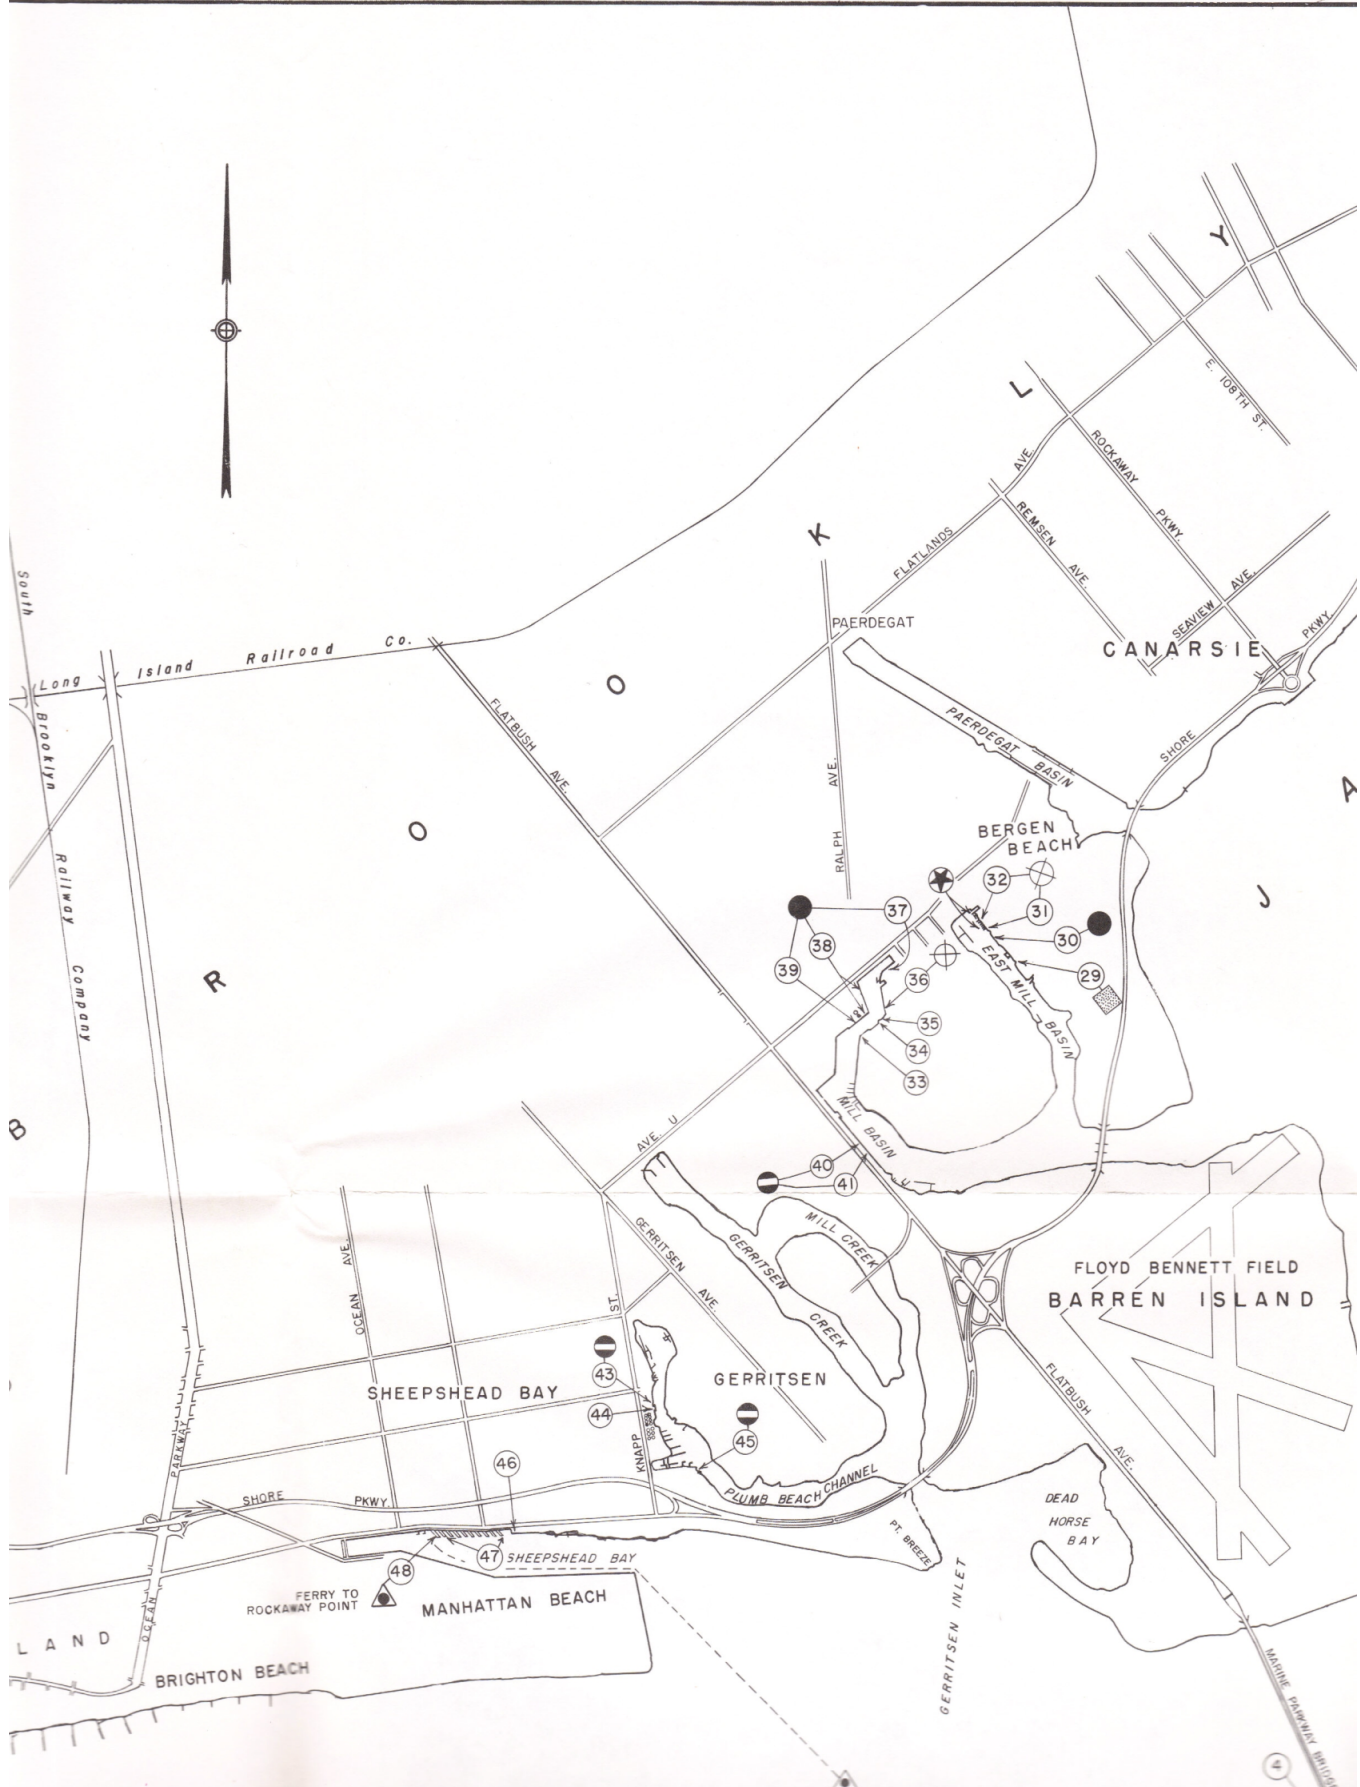 Y
E. 108TH ST.
L
ROCKAWAY PKWY.
FLATLANDS AVE.
REMSEN AVE.
SEAVIEW AVE.
K
PAERDEGAT
CANARSIE
PKWY.
SHORE
South
Brooklyn
Railway
Company
Long Island Railroad Co.
O
FLATBUSH AVE.
PAERDEGAT BASIN
A
RALPH AVE.
BERGEN
BEACH
O
32
J
37
31
38
30
39
EAST MILL BASIN
29
36
R
35
34
33
B
AVE. U
MILL BASIN
40
41
MILL CREEK
GERRITSEN AVE.
GERRITSEN CREEK
OCEAN AVE.
FLOYD BENNETT FIELD
BARREN ISLAND
ST.
KNAPP
43
SHEEPSHEAD BAY
GERRITSEN
44
45
FLATBUSH AVE.
PARKWAY
OCEAN
46
SHORE PKWY.
PLUMB BEACH CHANNEL
DEAD
HORSE
BAY
PT. BREEZE
47
SHEEPSHEAD BAY
48
FERRY TO
ROCKAWAY POINT
MANHATTAN BEACH
GERRITSEN INLET
LAND
BRIGHTON BEACH
MARINE PARKWAY BRIDGE
4